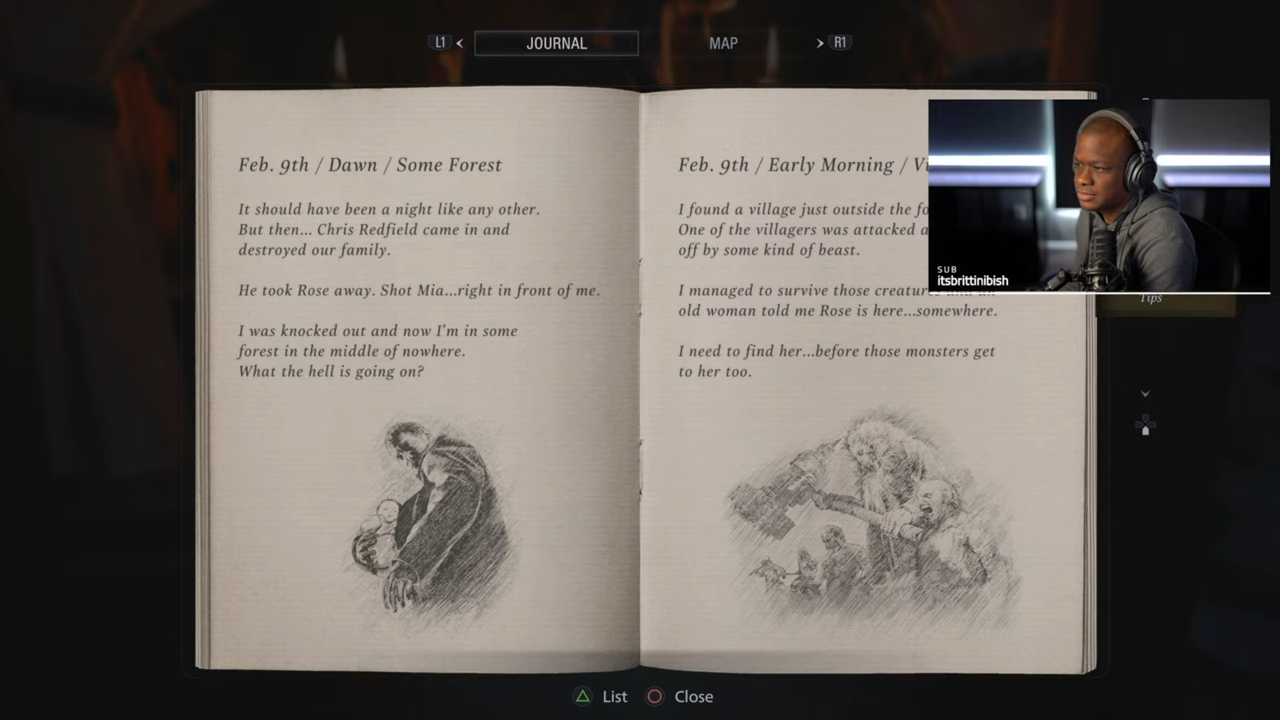 L1 JOURNAL MAP R1
Feb. 9th / Dawn / Some Forest
It should have been a night like any other.
But then... Chris Redfield came in and
destroyed our family.
He took Rose away. Shot Mia...right in front of me.
I was knocked out and now I'm in some
forest in the middle of nowhere.
What the hell is going on?
Feb. 9th / Early Morning /
I found a village just outside the
One of the villagers was attacked
off by some kind of beast.
I managed to survive those creatures and an
old woman told me Rose is here...somewhere.
I need to find her...before those monsters get
to her too.
SUB
itsbrittinibish
Tips
List Close